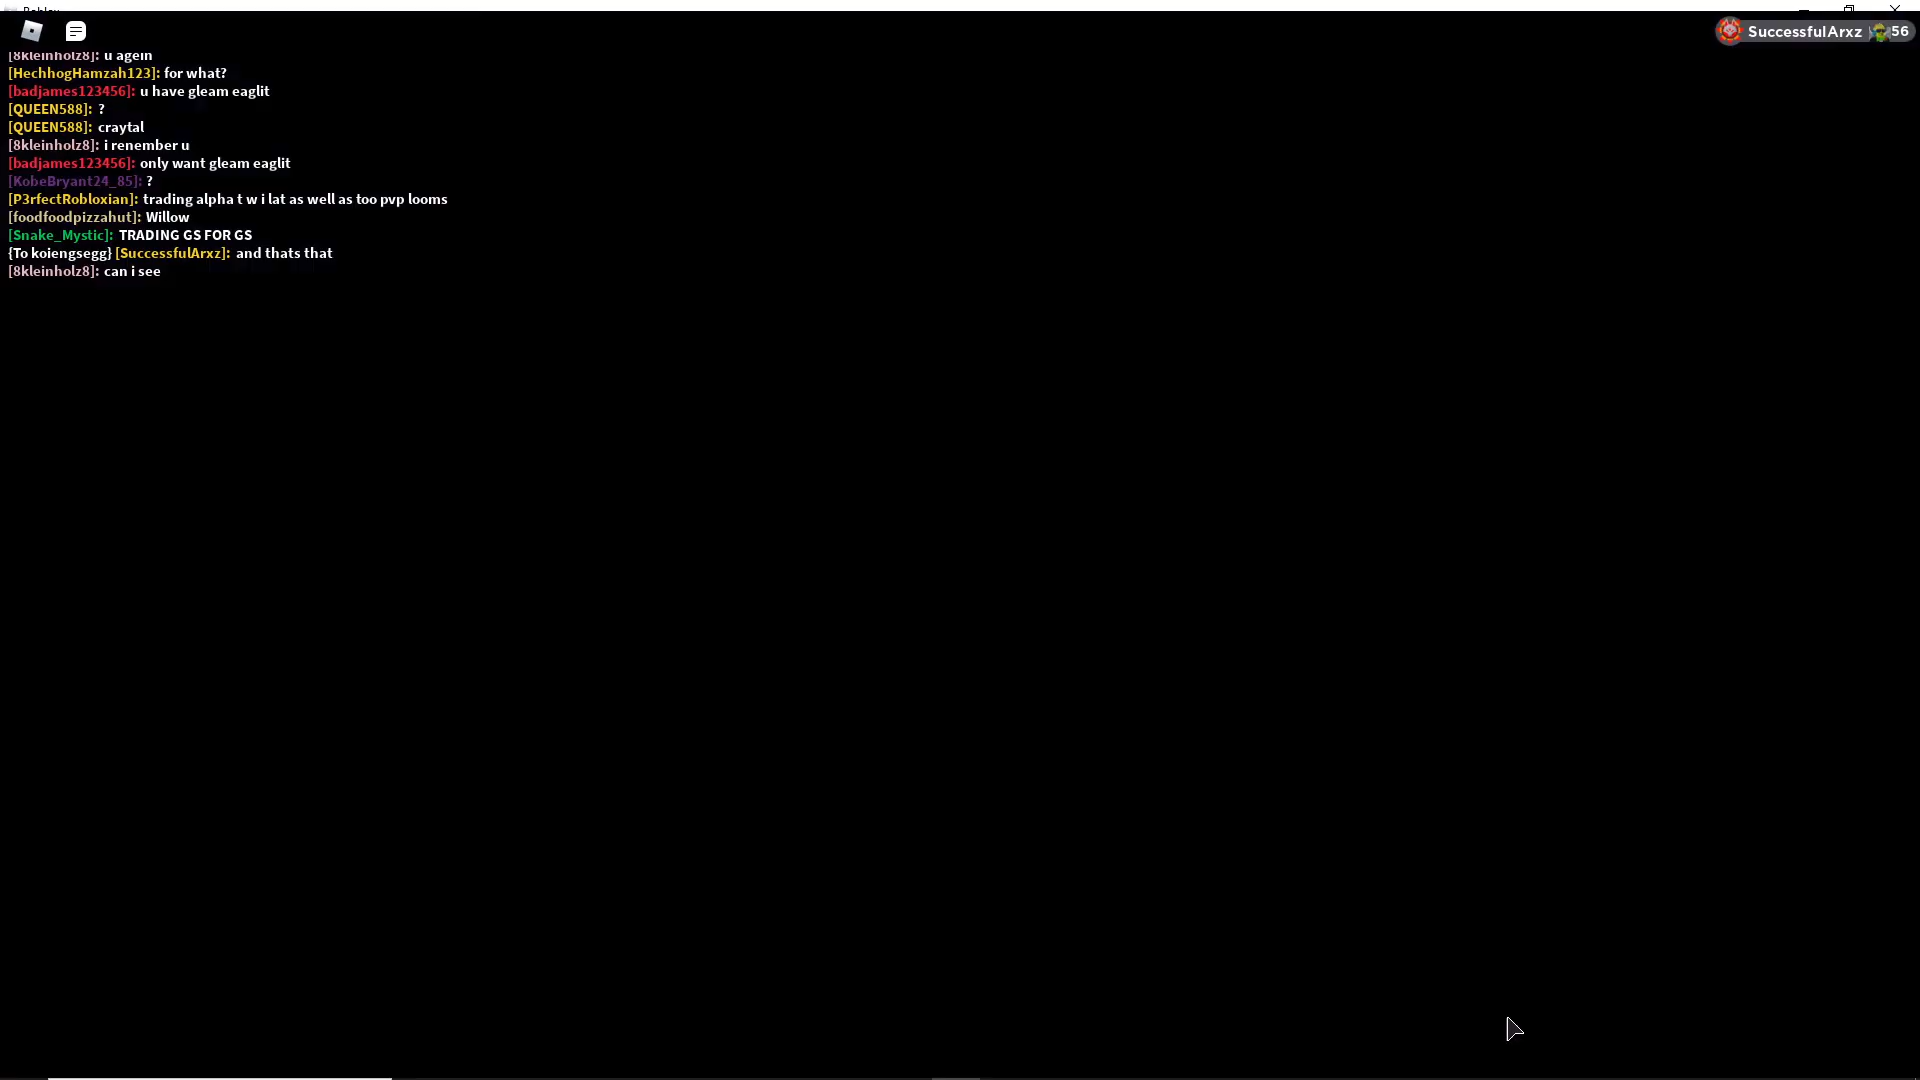 Roblox
SuccessfulArxz 56
[8kleinholz8]: u agein
[HechhogHamzah123]: for what?
[badjames123456]: u have gleam eaglit
[QUEEN588]: ?
[QUEEN588]: craytal
[8kleinholz8]: i renember u
[badjames123456]: only want gleam eaglit
[KobeBryant24_85]: ?
[P3rfectRobloxian]: trading alpha t w i lat as well as too pvp looms
[foodfoodpizzahut]: Willow
[Snake_Mystic]: TRADING GS FOR GS
{To koiengsegg} [SuccessfulArxz]: and thats that
[8kleinholz8]: can i see